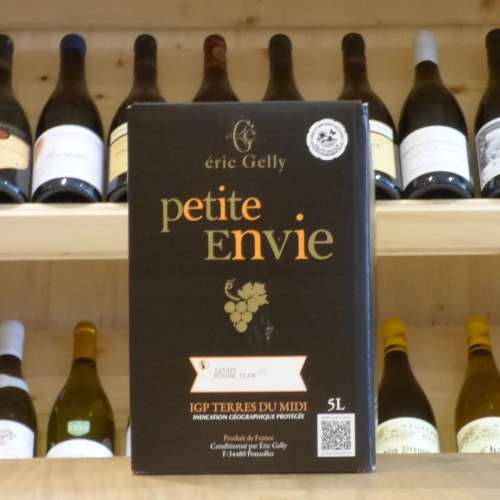 éric Gelly
petite
Envie
ROUGE 13.5%
IGP TERRES DU MIDI
INDICATION GÉOGRAPHIQUE PROTÉGÉE
5L
Produit de France
Conditionné par Éric Gelly
F-34480 Pouzolles